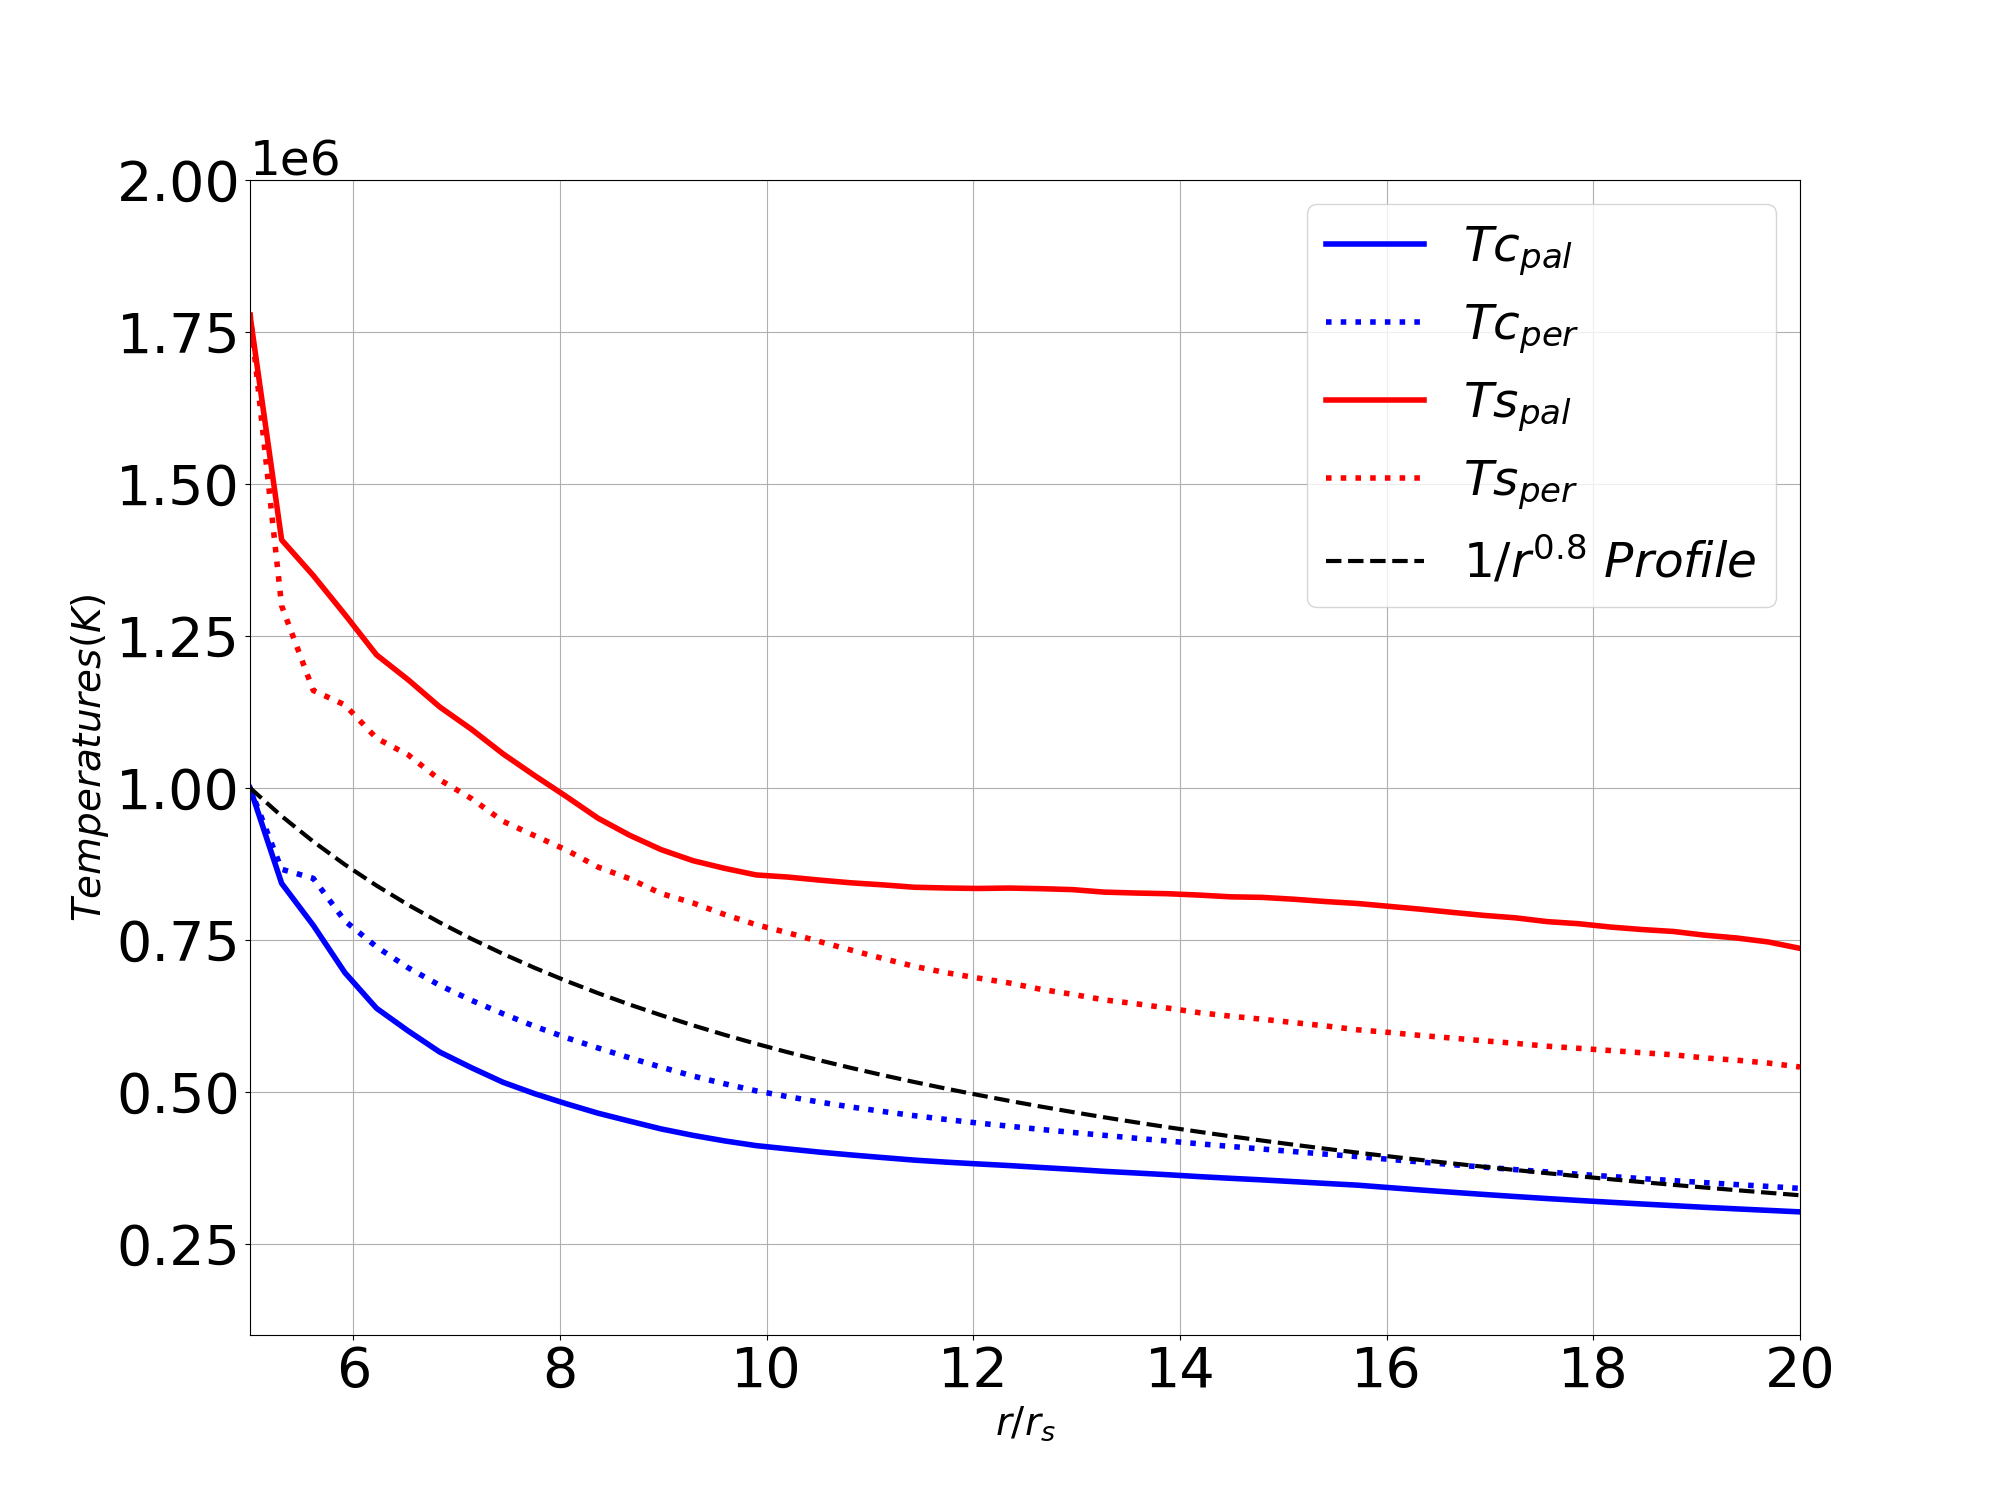 1e6
2.00
1.75
1.50
1.25
1.00
0.75
0.50
0.25
Temperatures(K)
6 8 10 12 14 16 18 20
r/r_s
Tc_pal
Tc_per
Ts_pal
Ts_per
1/r^0.8 Profile